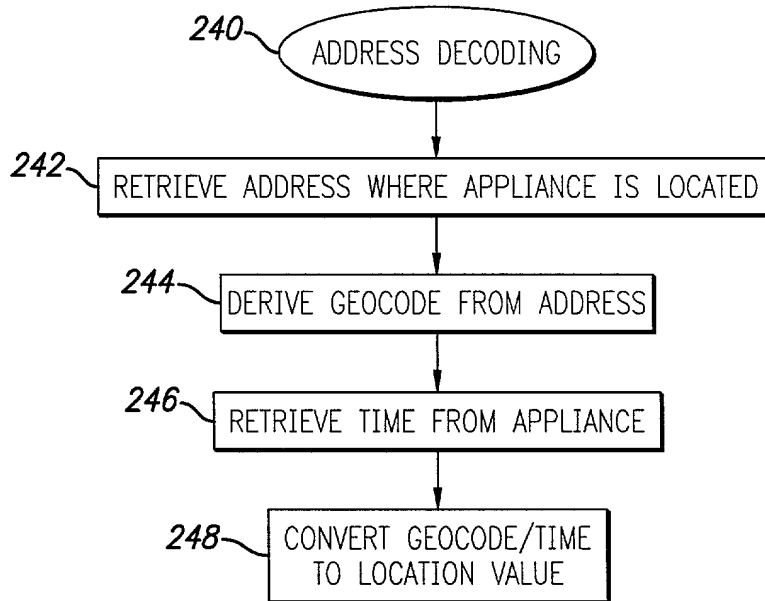 240
ADDRESS DECODING
242
RETRIEVE ADDRESS WHERE APPLIANCE IS LOCATED
244
DERIVE GEOCODE FROM ADDRESS
246
RETRIEVE TIME FROM APPLIANCE
248
CONVERT GEOCODE/TIME
TO LOCATION VALUE